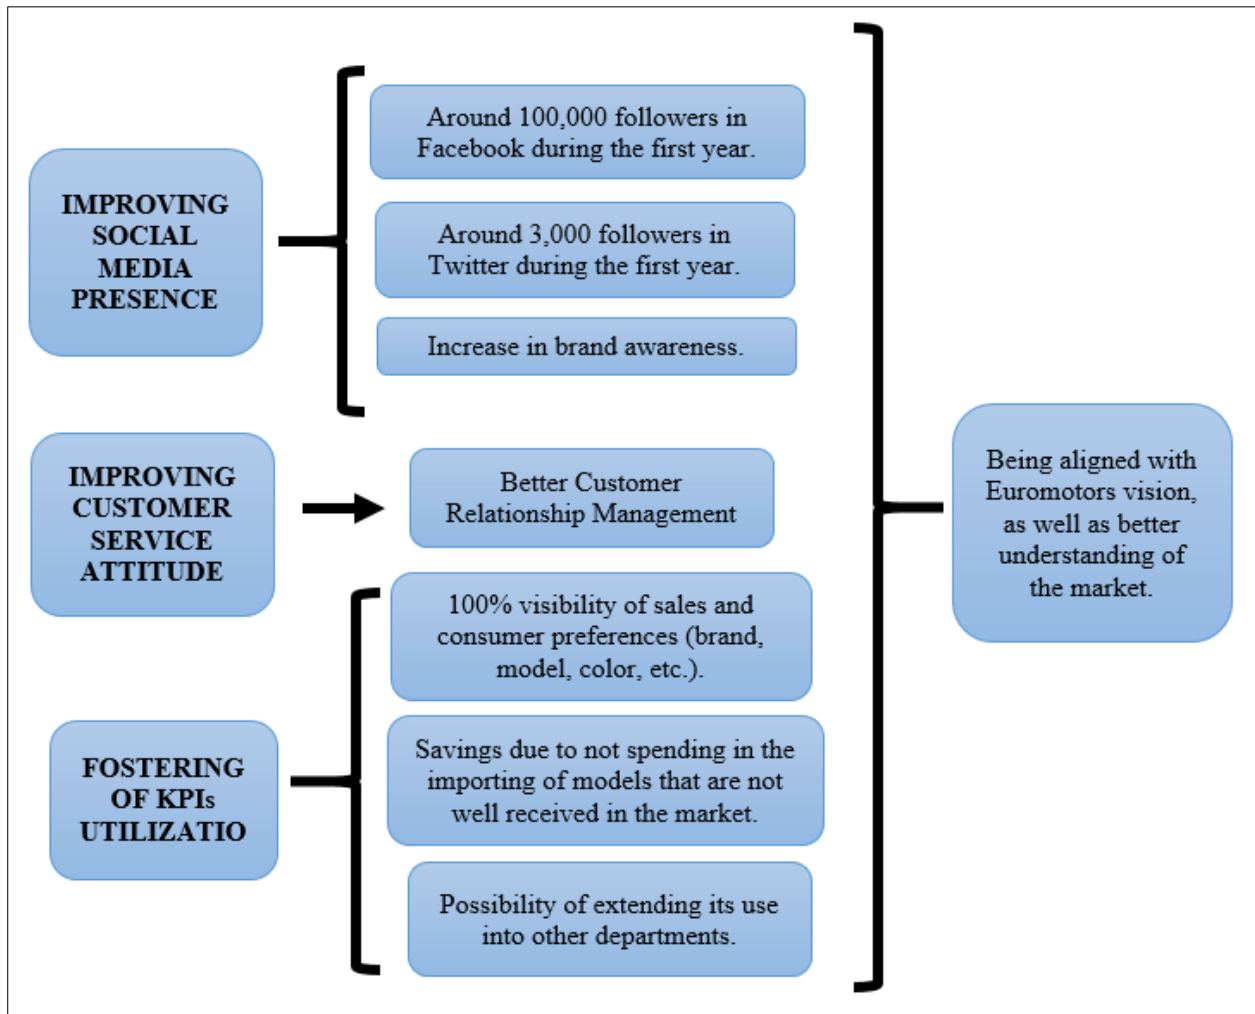 IMPROVING
SOCIAL
MEDIA
PRESENCE
Around 100,000 followers in
Facebook during the first year.
Around 3,000 followers in
Twitter during the first year.
Increase in brand awareness.
IMPROVING
CUSTOMER
SERVICE
ATTITUDE
Better Customer
Relationship Management
FOSTERING
OF KPIs
UTILIZATIO
100% visibility of sales and
consumer preferences (brand,
model, color, etc.).
Savings due to not spending in the
importing of models that are not
well received in the market.
Possibility of extending its use
into other departments.
Being aligned with
Euromotors vision,
as well as better
understanding of
the market.